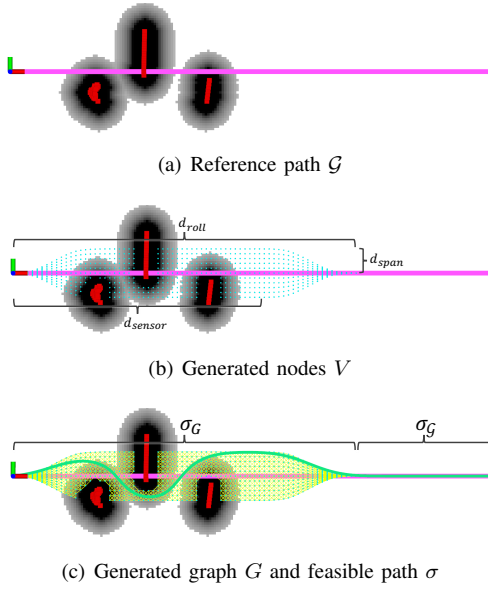 (a) Reference path 𝒢
d_roll
d_span
d_sensor
(b) Generated nodes V
σ_G σ_𝒢
(c) Generated graph G and feasible path σ